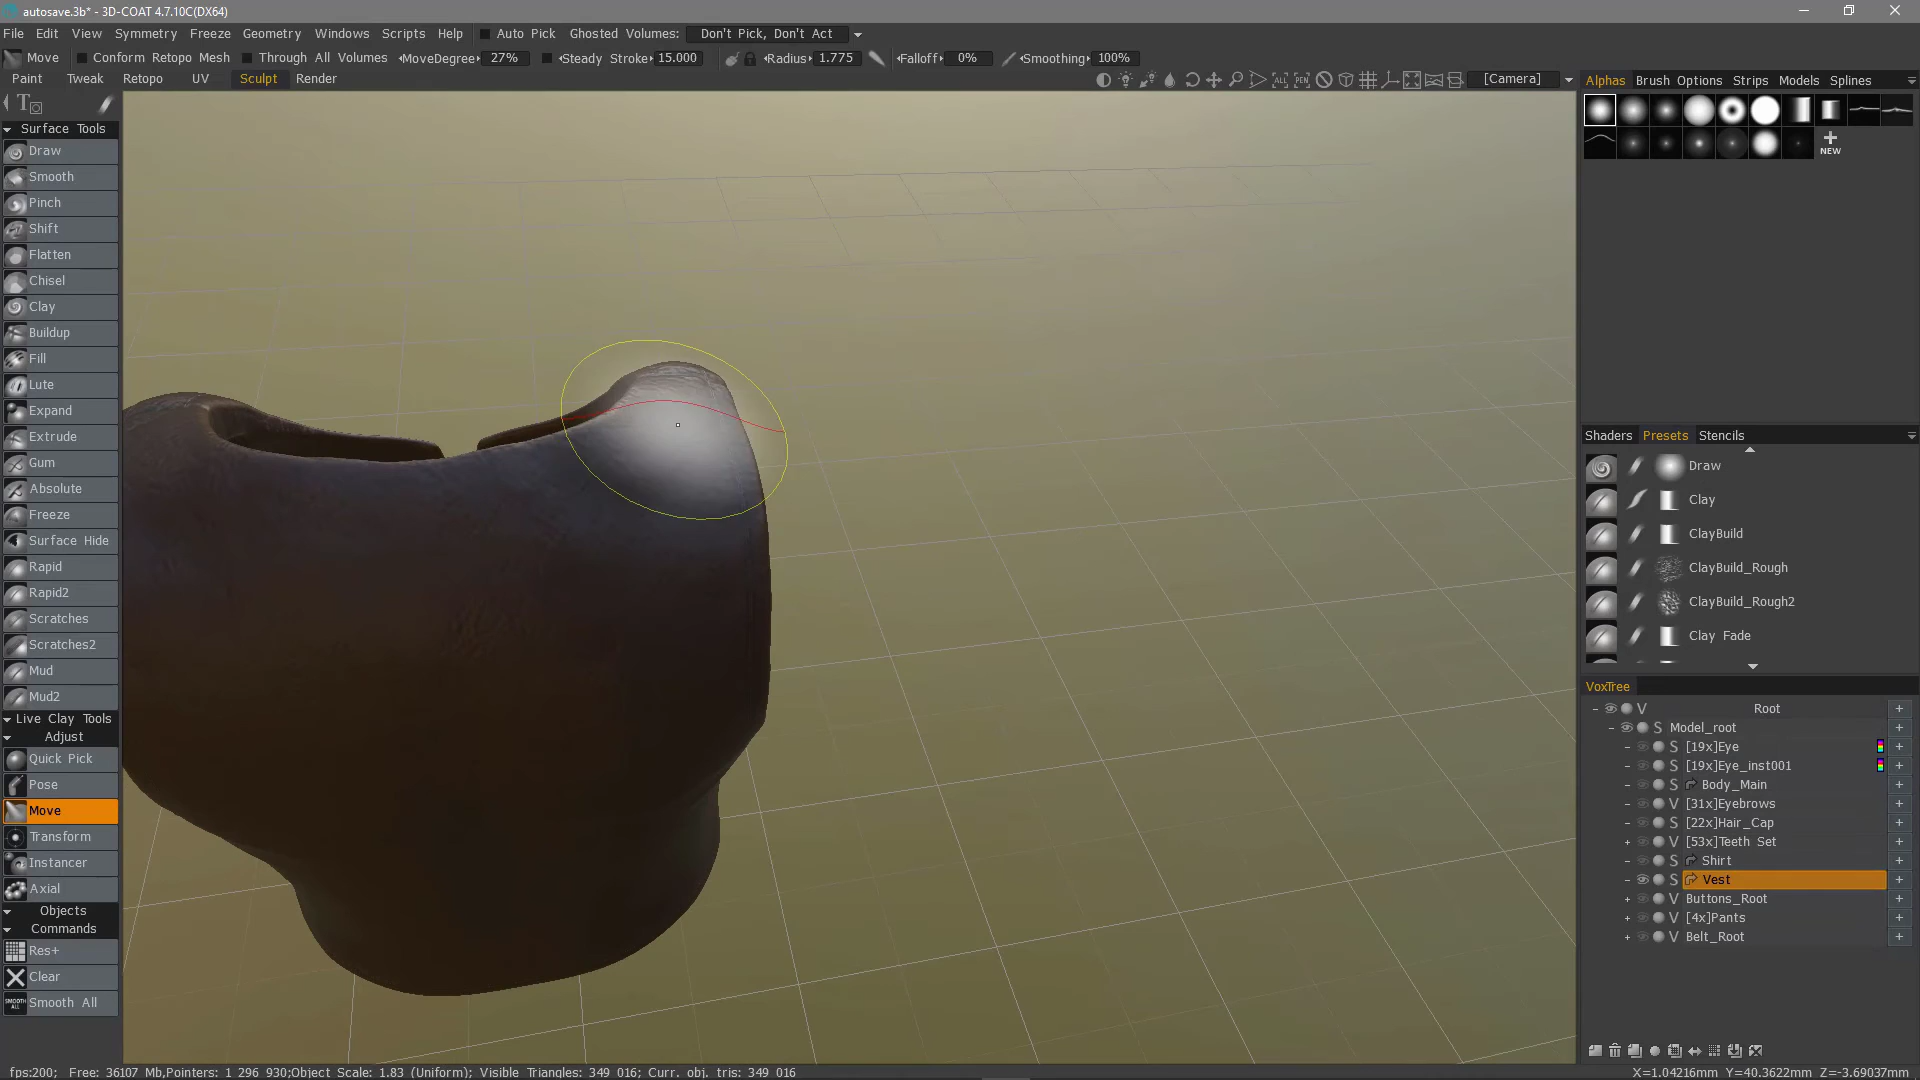 autosave.3b* - 3D-COAT 4.7.10C(DX64)
File Edit View Symmetry Freeze Geometry Windows Scripts Help Auto Pick Ghosted Volumes: Don't Pick, Don't Act
Move Conform Retopo Mesh Through All Volumes MoveDegree 27% Steady Stroke 15.000 Radius 1.775 Falloff 0% Smoothing 100%
Paint Tweak Retopo UV Sculpt Render
ALL PEN [Camera]
Alphas Brush Options Strips Models Splines
NEW
T
Surface Tools
Draw
Smooth
Pinch
Shift
Flatten
Chisel
Clay
Buildup
Fill
Lute
Expand
Extrude
Gum
Absolute
Freeze
Surface Hide
Rapid
Rapid2
Scratches
Scratches2
Mud
Mud2
Live Clay Tools
Adjust
Quick Pick
Pose
Move
Transform
Instancer
Axial
Objects
Commands
Res+
Clear
SMOOTH ALL Smooth All
Shaders Presets Stencils
Draw
Clay
ClayBuild
ClayBuild_Rough
ClayBuild_Rough2
Clay Fade
VoxTree
- V Root +
- S Model_root +
- S [19x]Eye +
- S [19x]Eye_inst001 +
- S Body_Main +
- V [31x]Eyebrows +
- S [22x]Hair_Cap +
+ V [53x]Teeth Set +
- S Shirt +
- S Vest +
+ V Buttons_Root +
+ V [4x]Pants +
+ V Belt_Root +
fps:200; Free: 36107 Mb,Pointers: 1 296 930;Object Scale: 1.83 (Uniform); Visible Triangles: 349 016; Curr. obj. tris: 349 016
X=1.04216mm Y=40.3622mm Z=-3.69037mm